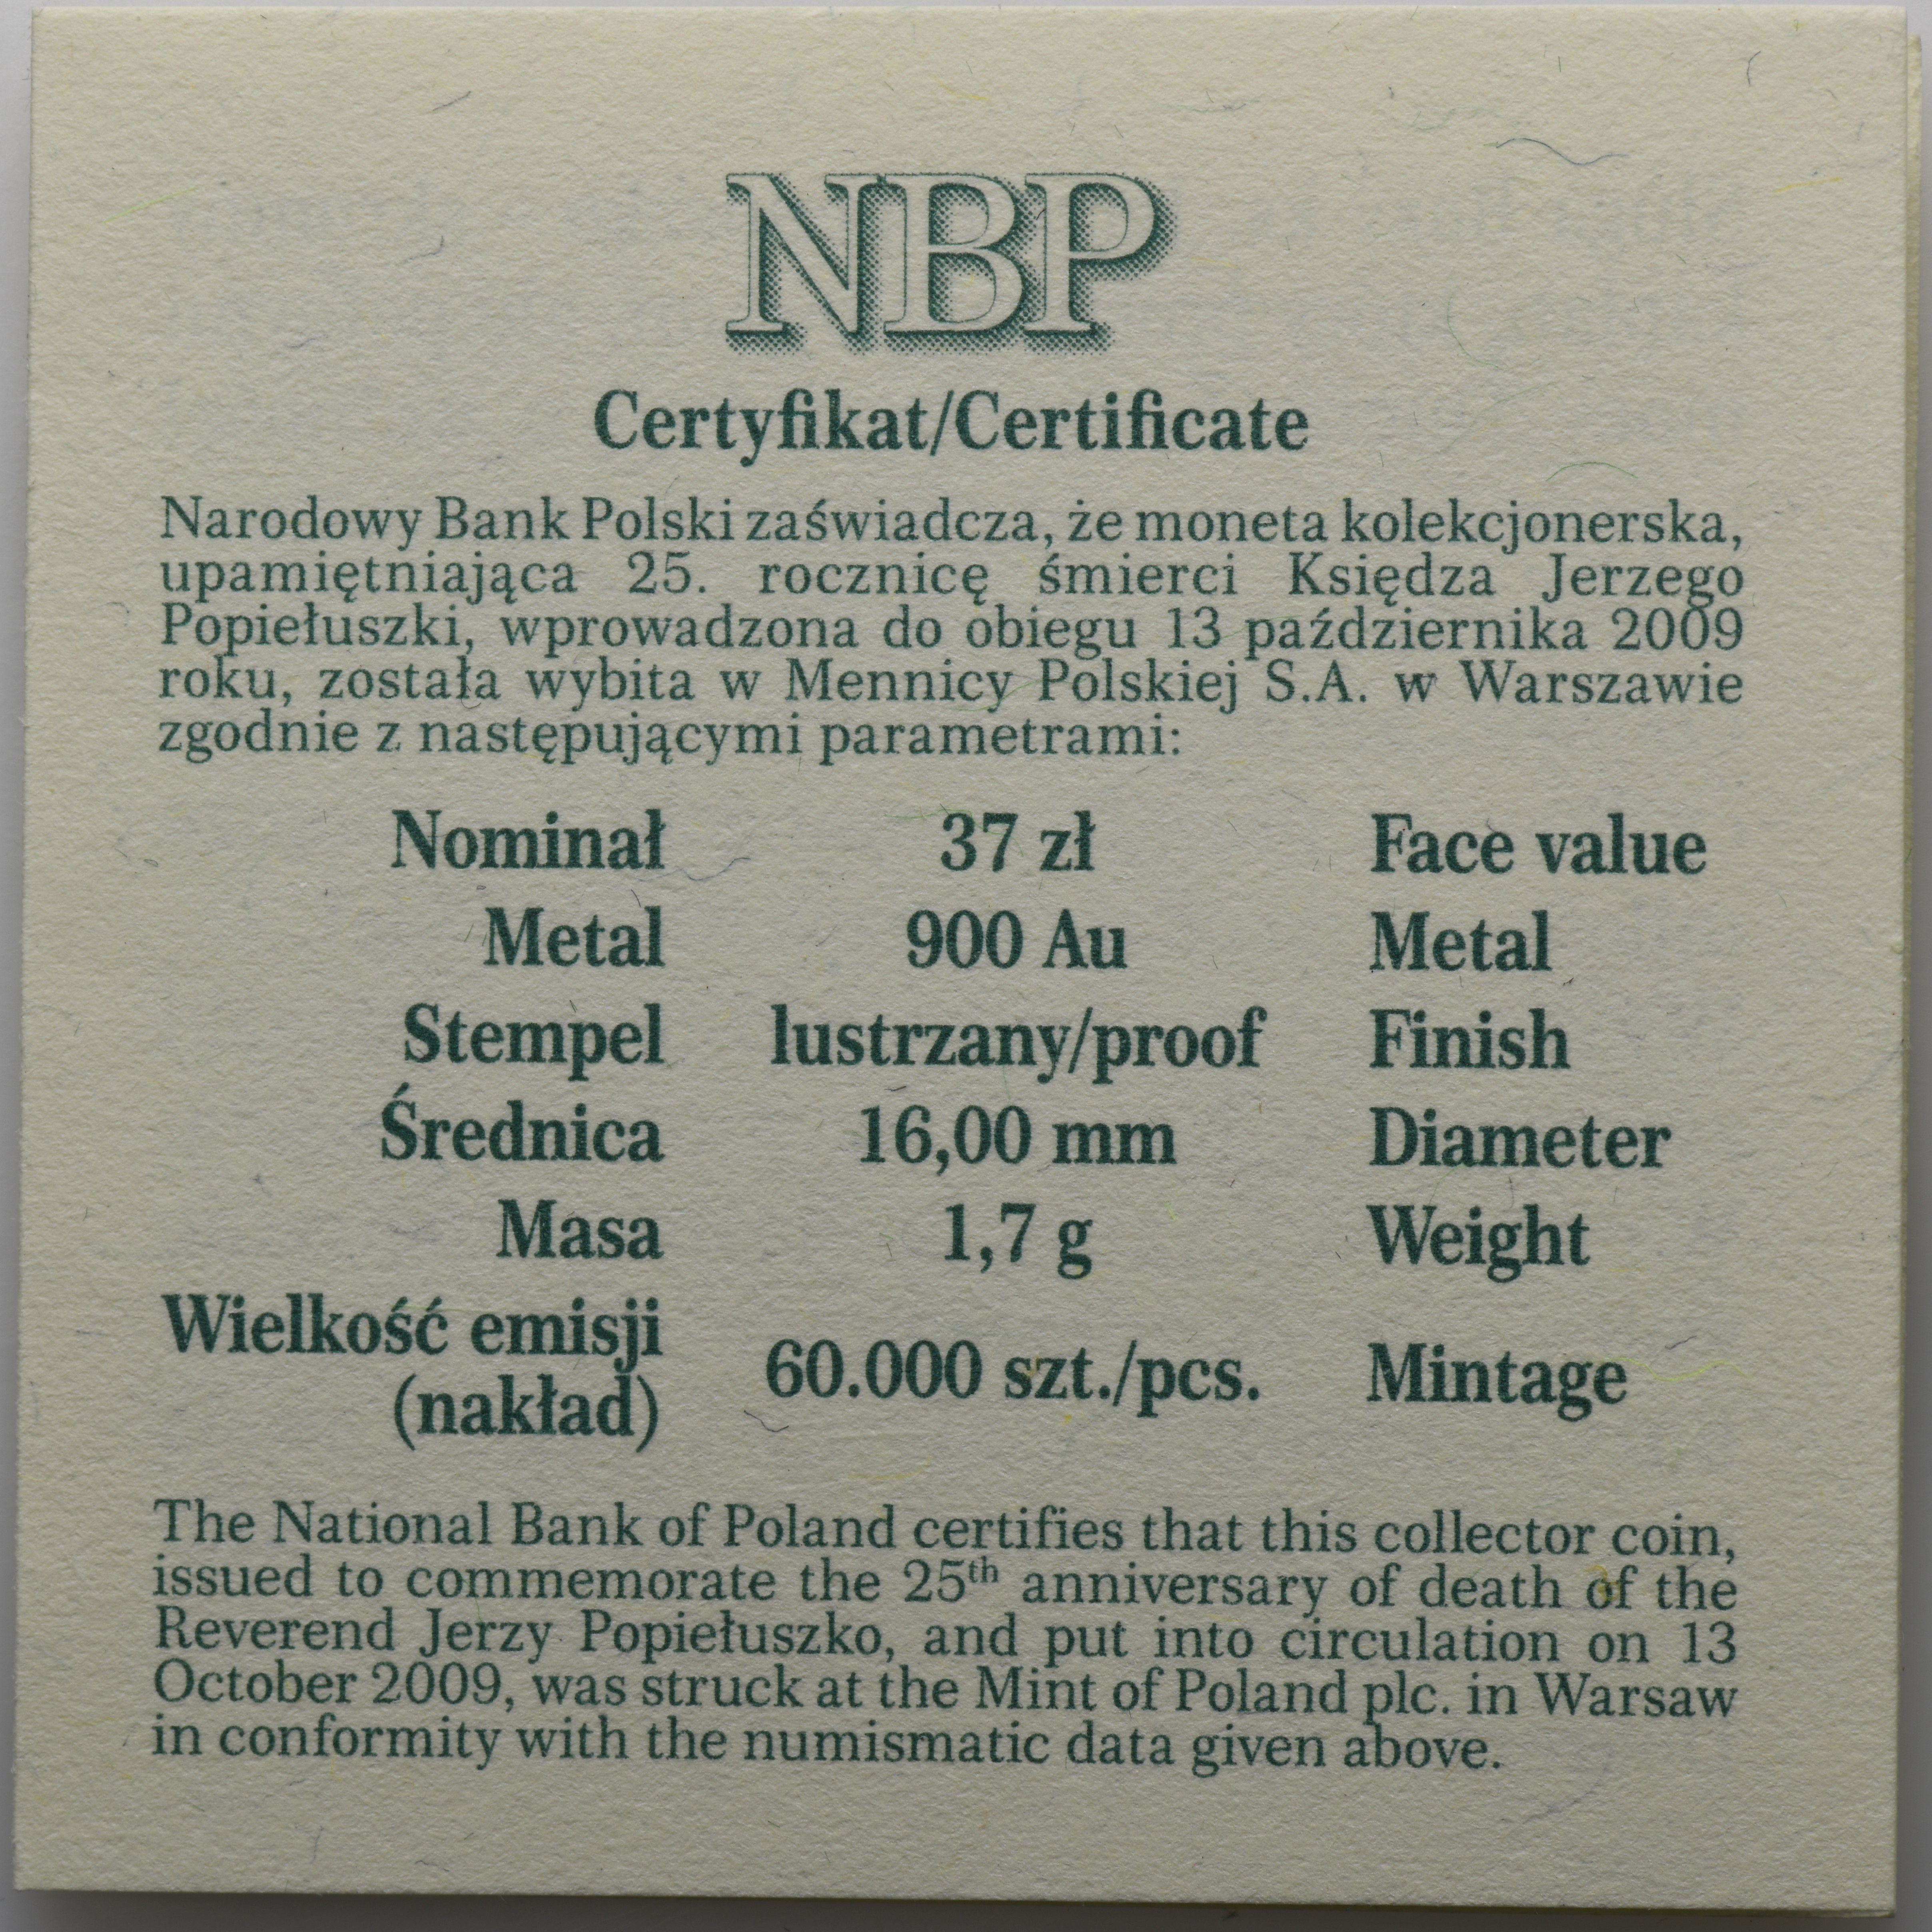 NBP
Certyfikat/Certificate
Narodowy Bank Polski zaświadcza, że moneta kolekcjonerska,
upamiętniająca 25. rocznicę śmierci Księdza Jerzego
Popiełuszki, wprowadzona do obiegu 13 października 2009
roku, została wybita w Mennicy Polskiej S.A. w Warszawie
zgodnie z następującymi parametrami:
Nominał 37 zł Face value
Metal 900 Au Metal
Stempel lustrzany/proof Finish
Średnica 16,00 mm Diameter
Masa 1,7 g Weight
Wielkość emisji
(nakład) 60.000 szt./pcs. Mintage
The National Bank of Poland certifies that this collector coin,
issued to commemorate the 25th anniversary of death of the
Reverend Jerzy Popiełuszko, and put into circulation on 13
October 2009, was struck at the Mint of Poland plc. in Warsaw
in conformity with the numismatic data given above.